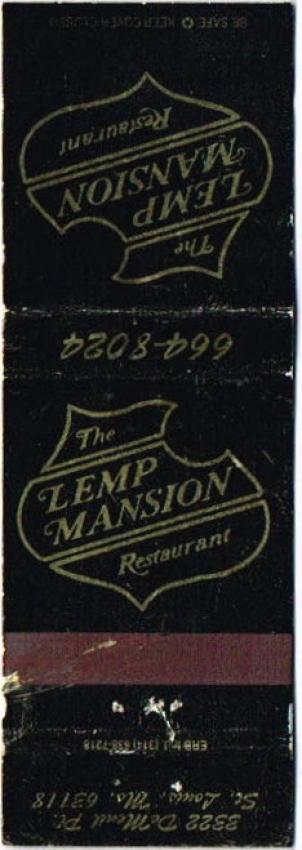 BE SAFE KEEP COVER CLOSED
The
LEMP
MANSION
Restaurant
664-8024
The
LEMP
MANSION
Restaurant
3322 DeMenil Pl.
St. Louis, Mo. 63118